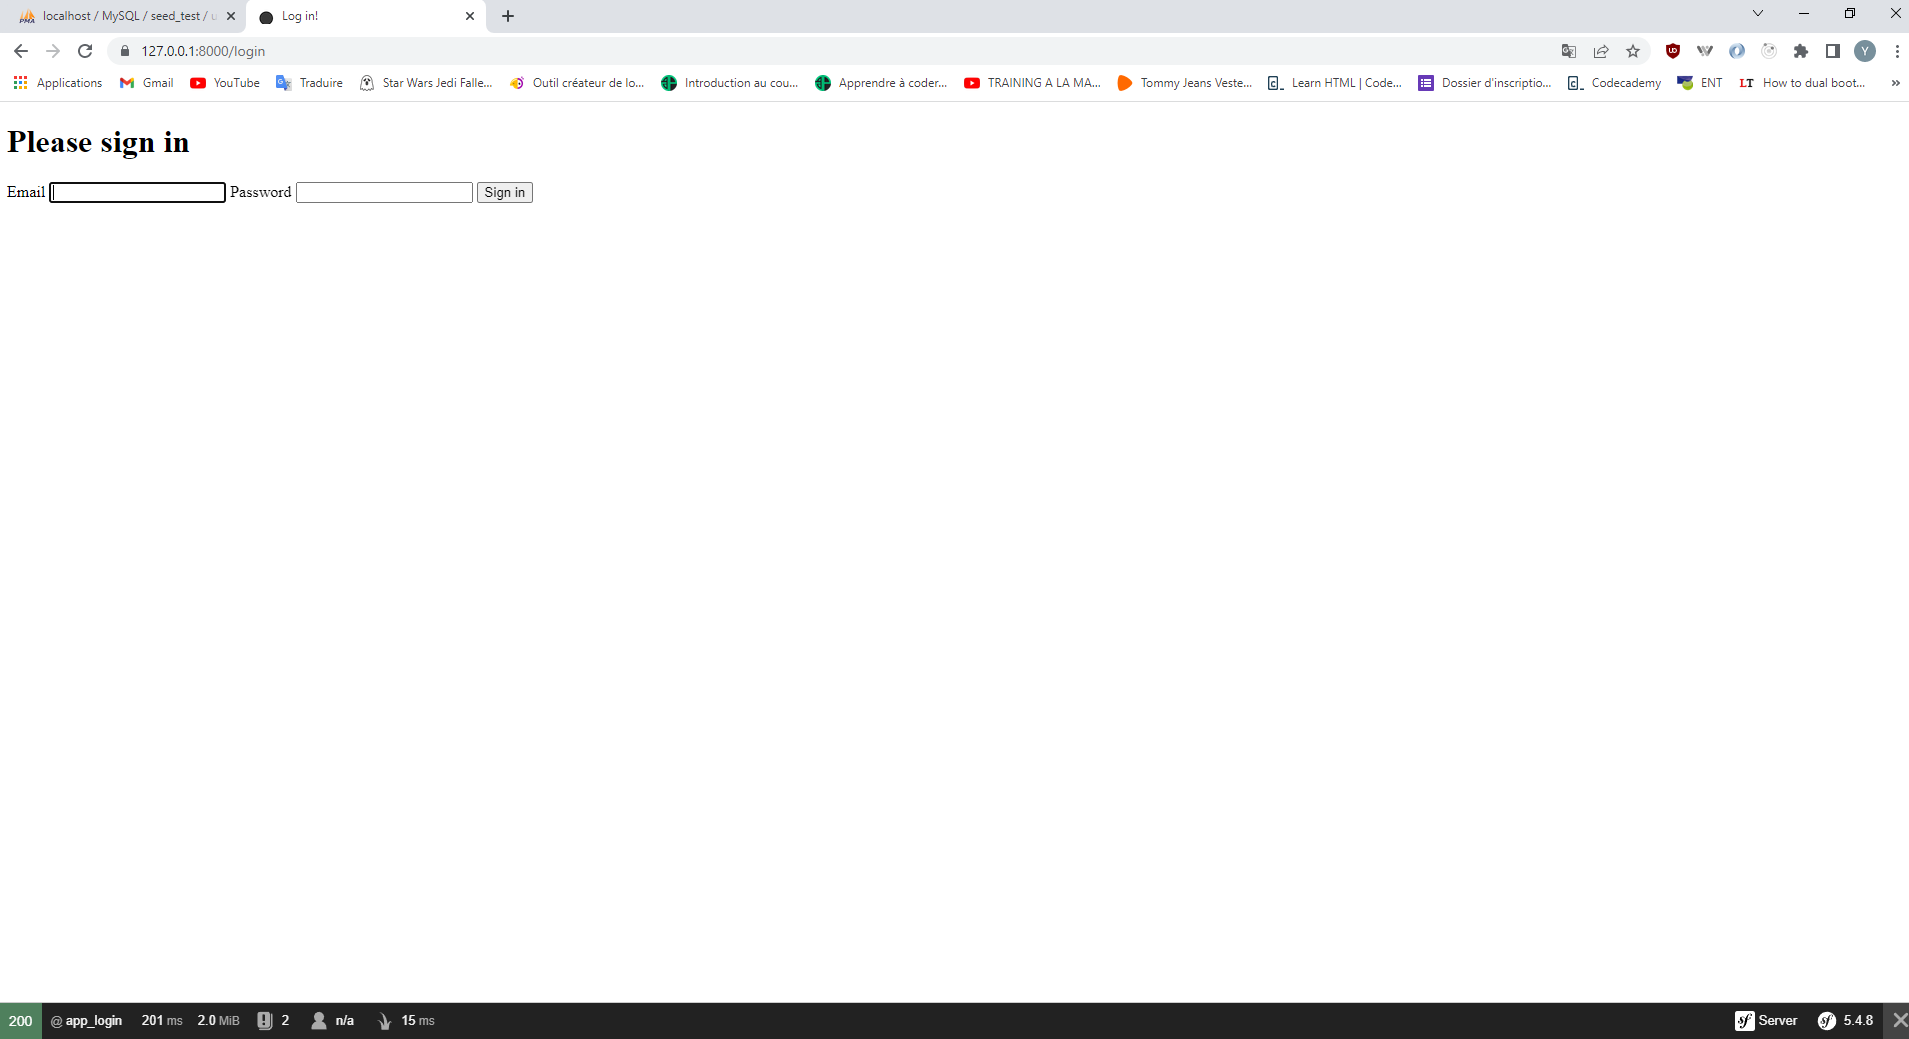 localhost / MySQL / seed_test / u
Log in!
127.0.0.1:8000/login
Applications Gmail YouTube Traduire Star Wars Jedi Falle... Outil créateur de lo... Introduction au cou... Apprendre à coder... TRAINING A LA MA... Tommy Jeans Veste... Learn HTML | Code... Dossier d'inscriptio... Codecademy ENT LT How to dual boot... »
Please sign in
Email Password Sign in
200 @ app_login 201 ms 2.0 MiB 2 n/a 15 ms sf Server sf 5.4.8